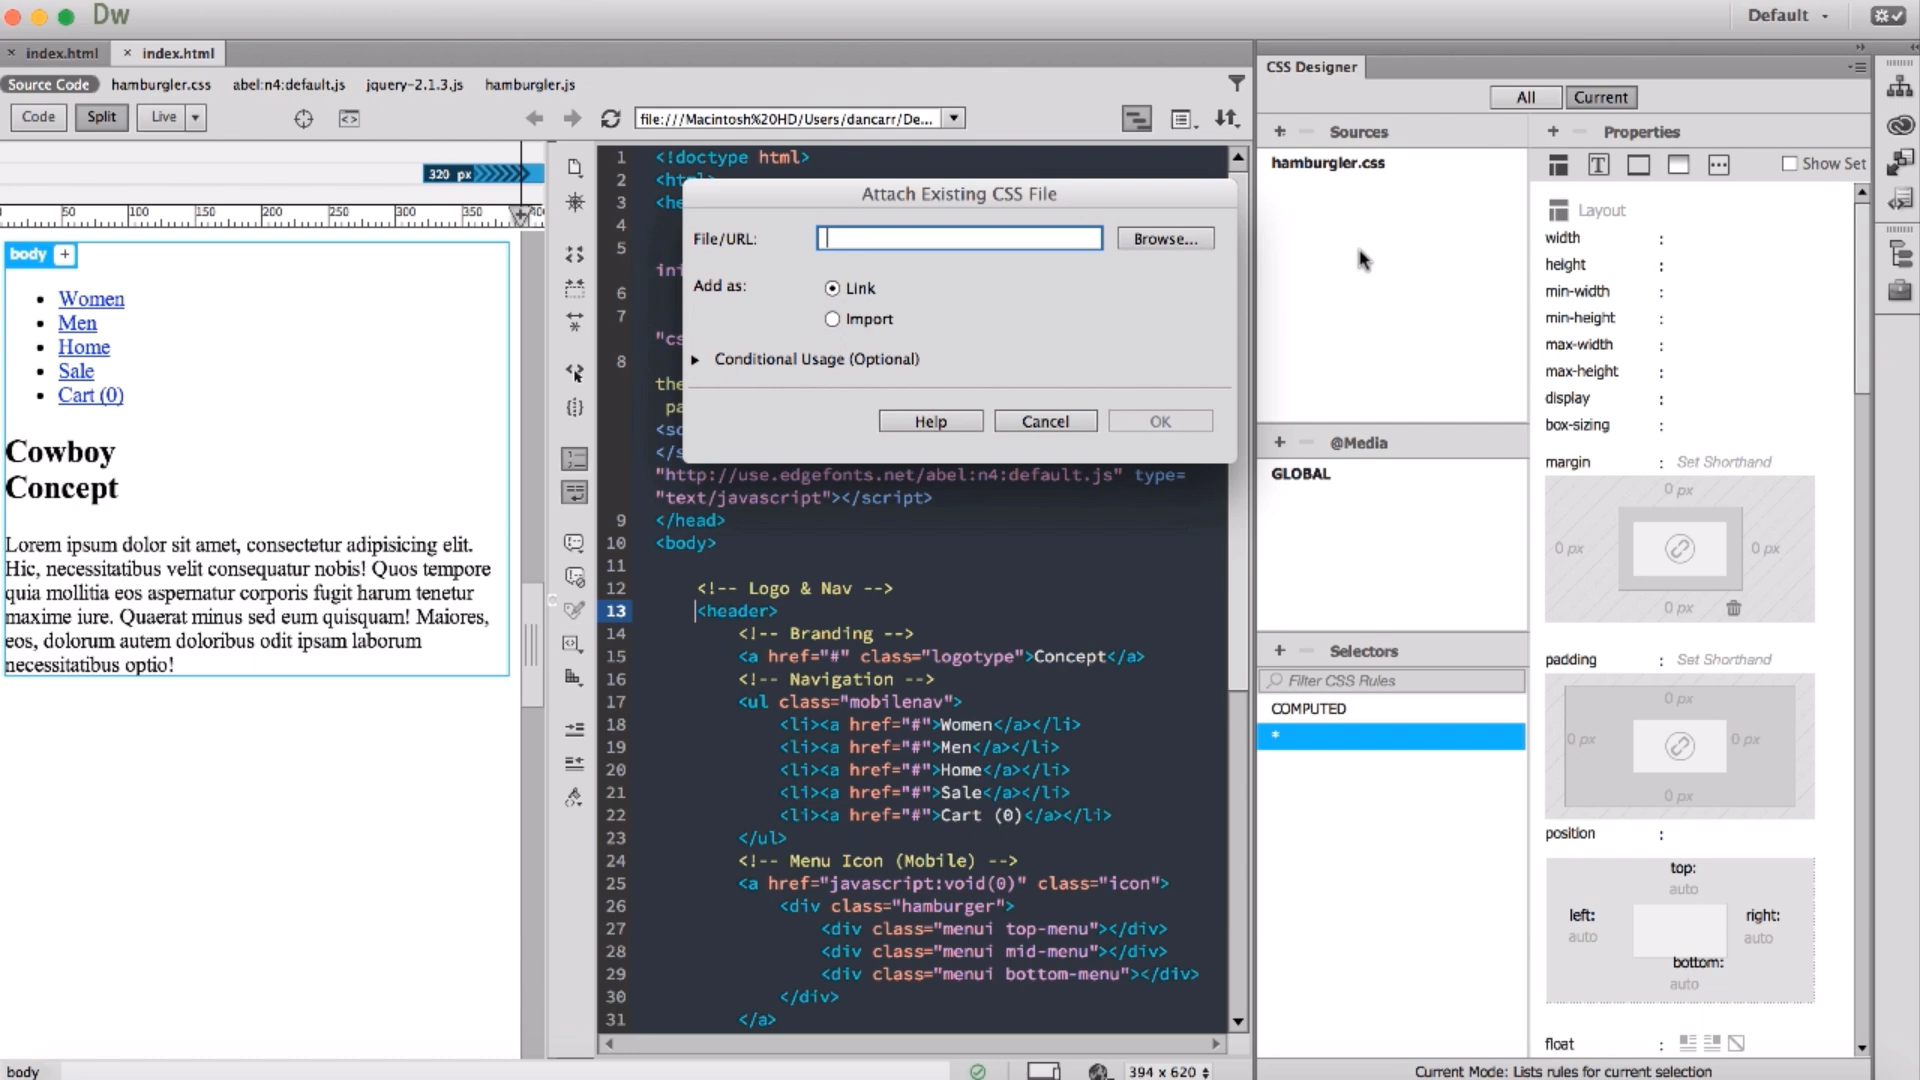 Dw
Default
index.html
index.html
Source Code hamburgler.css abel:n4:default.js jquery-2.1.3.js hamburgler.js
Code Split Live
file:///Macintosh%20HD/Users/dancarr/De...
320 px
50 100 150 200 250 300 350
body +
Women
Men
Home
Sale
Cart (0)
Cowboy
Concept
Lorem ipsum dolor sit amet, consectetur adipisicing elit.
Hic, necessitatibus velit consequatur nobis! Quos tempore
quia mollitia eos aspernatur corporis fugit harum tenetur
maxime iure. Quaerat minus sed eum quisquam! Maiores,
eos, dolorum autem doloribus odit ipsam laborum
necessitatibus optio!
1 <!doctype html>
2
3
4
5
6
7
8
"http://use.edgefonts.net/abel:n4:default.js" type=
"text/javascript"></script>
9 </head>
10 <body>
11
12 <!-- Logo & Nav -->
13 <header>
14 <!-- Branding -->
15 <a href="#" class="logotype">Concept</a>
16 <!-- Navigation -->
17 <ul class="mobilenav">
18 <li><a href="#">Women</a></li>
19 <li><a href="#">Men</a></li>
20 <li><a href="#">Home</a></li>
21 <li><a href="#">Sale</a></li>
22 <li><a href="#">Cart (0)</a></li>
23 </ul>
24 <!-- Menu Icon (Mobile) -->
25 <a href="javascript:void(0)" class="icon">
26 <div class="hamburger">
27 <div class="menui top-menu"></div>
28 <div class="menui mid-menu"></div>
29 <div class="menui bottom-menu"></div>
30 </div>
31 </a>
Attach Existing CSS File
File/URL:
Browse...
Add as:
Link
Import
Conditional Usage (Optional)
Help Cancel OK
CSS Designer
All Current
+ Sources
hamburgler.css
+ @Media
GLOBAL
+ Selectors
Filter CSS Rules
COMPUTED
*
+ Properties
Show Set
Layout
width :
height :
min-width :
min-height :
max-width :
max-height :
display :
box-sizing :
margin : Set Shorthand
0 px
0 px 0 px
0 px
padding : Set Shorthand
0 px
0 px 0 px
0 px
position :
top:
auto
left: right:
auto auto
bottom:
auto
float :
body
394 x 620
Current Mode: Lists rules for current selection